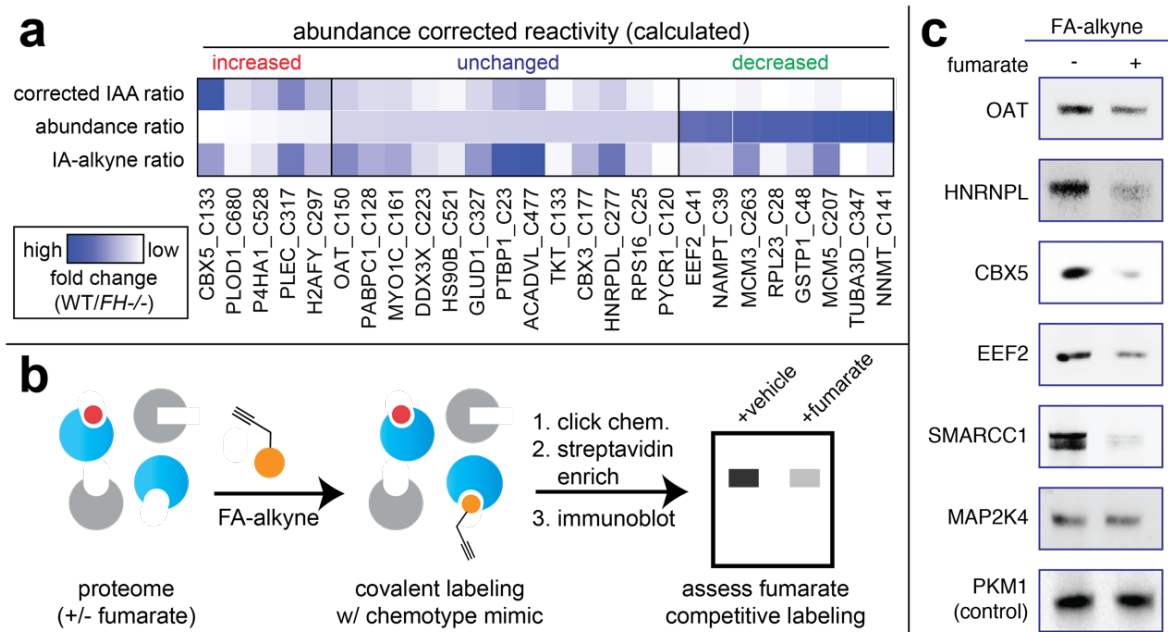 a
abundance corrected reactivity (calculated)
increased unchanged decreased
corrected IAA ratio
abundance ratio
IA-alkyne ratio
CBX5_C133
PLOD1_C680
P4HA1_C528
PLEC_C317
H2AFY_C297
OAT_C150
PABPC1_C128
MYO1C_C161
DDX3X_C223
HS90B_C521
GLUD1_C327
PTBP1_C23
ACADVL_C477
TKT_C133
CBX3_C177
HNRPDL_C277
RPS16_C25
PYCR1_C120
EEF2_C41
NAMPT_C39
MCM3_C263
RPL23_C28
GSTP1_C48
MCM5_C207
TUBA3D_C347
NNMT_C141
high low
fold change
(WT/FH-/-)
b
FA-alkyne
1. click chem.
2. streptavidin
enrich
3. immunoblot
+vehicle
+fumarate
proteome
(+/- fumarate)
covalent labeling
w/ chemotype mimic
assess fumarate
competitive labeling
c
FA-alkyne
fumarate - +
OAT
HNRNPL
CBX5
EEF2
SMARCC1
MAP2K4
PKM1
(control)